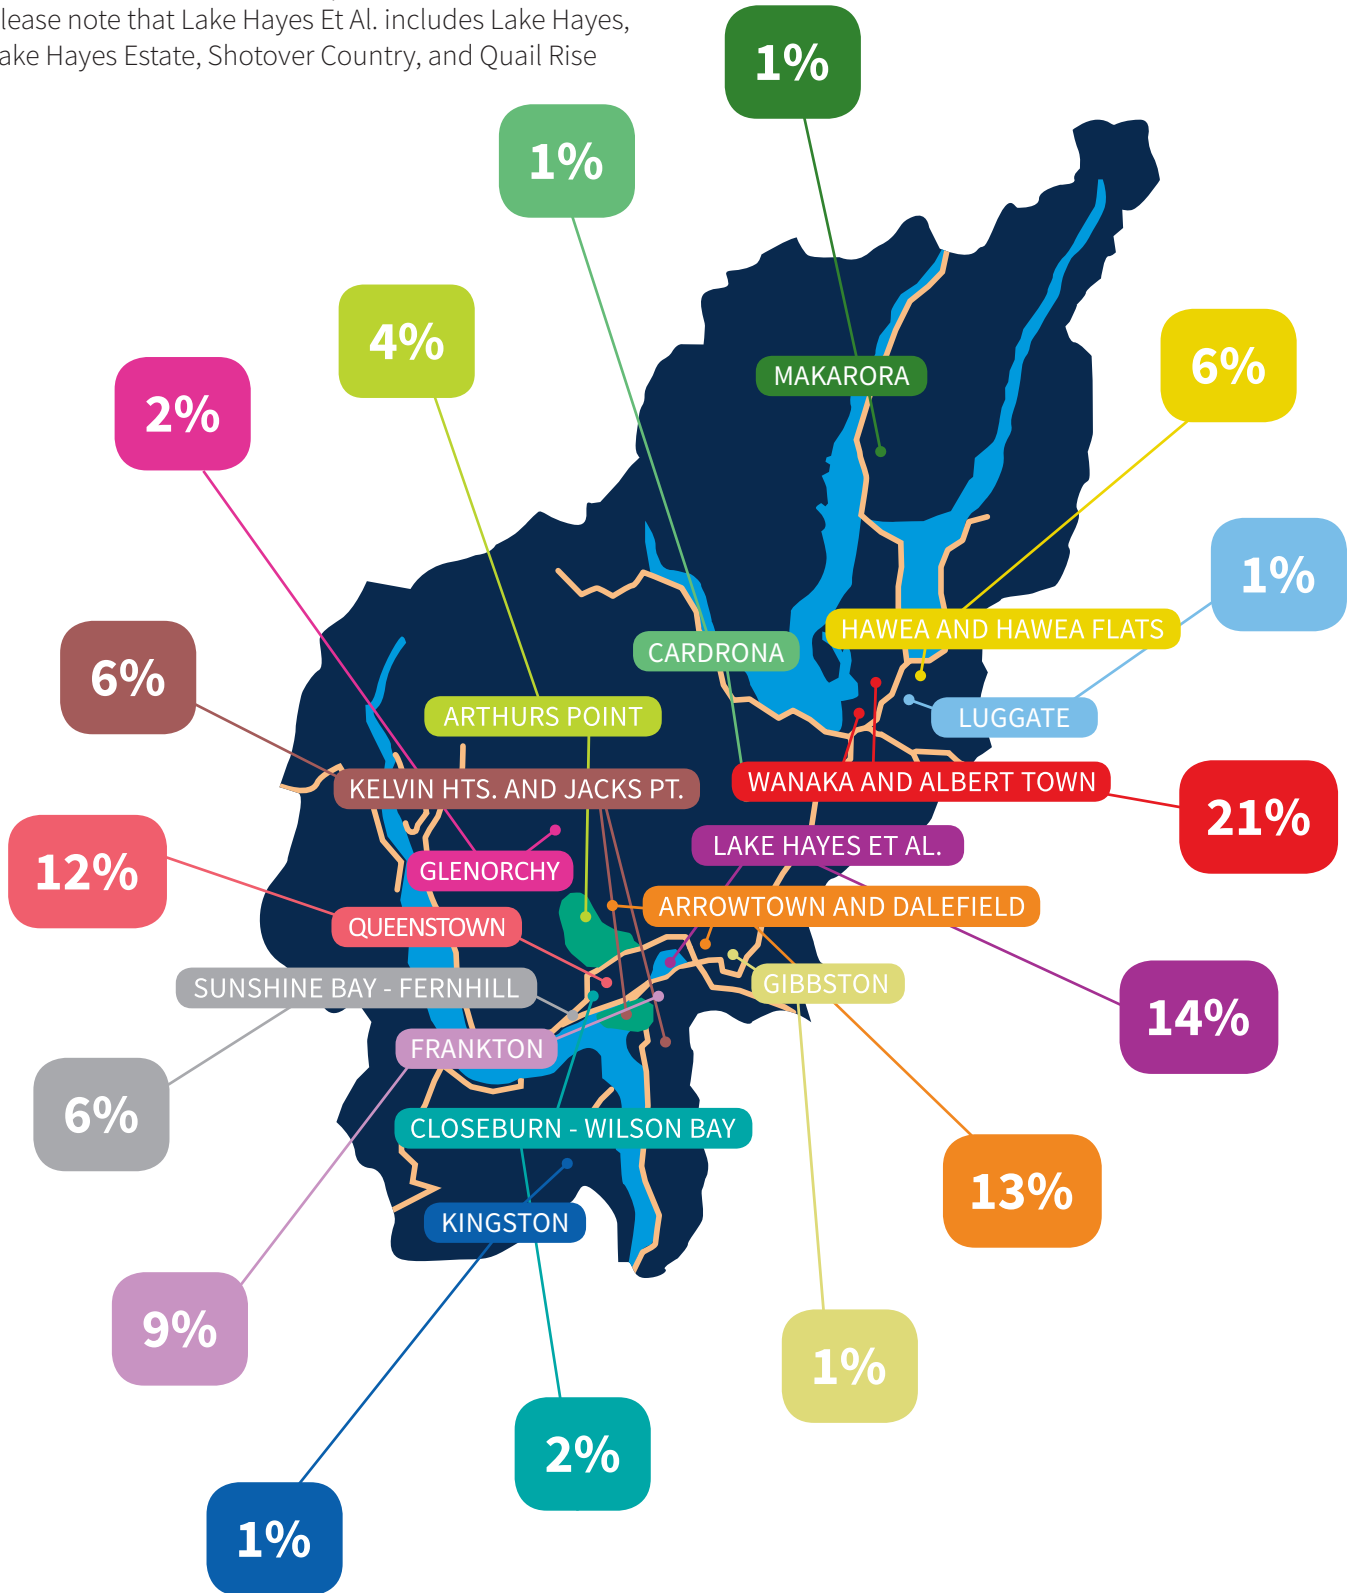 lease note that Lake Hayes Et Al. includes Lake Hayes,
ake Hayes Estate, Shotover Country, and Quail Rise
1%
1%
4%
6%
2%
MAKARORA
1%
HAWEA AND HAWEA FLATS
CARDRONA
6%
ARTHURS POINT
LUGGATE
KELVIN HTS. AND JACKS PT.
WANAKA AND ALBERT TOWN
21%
LAKE HAYES ET AL.
12%
GLENORCHY
ARROWTOWN AND DALEFIELD
QUEENSTOWN
SUNSHINE BAY - FERNHILL
GIBBSTON
14%
FRANKTON
6%
CLOSEBURN - WILSON BAY
13%
KINGSTON
9%
1%
2%
1%